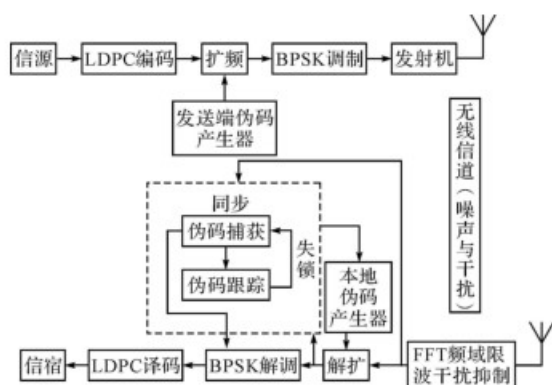 信源
LDPC编码
扩频
BPSK调制
发射机
发送端伪码
产生器
无线信道（噪声与干扰）
同步
伪码捕获
失锁
伪码跟踪
本地
伪码
产生器
信宿
LDPC译码
BPSK解调
解扩
FFT频域限
波干扰抑制